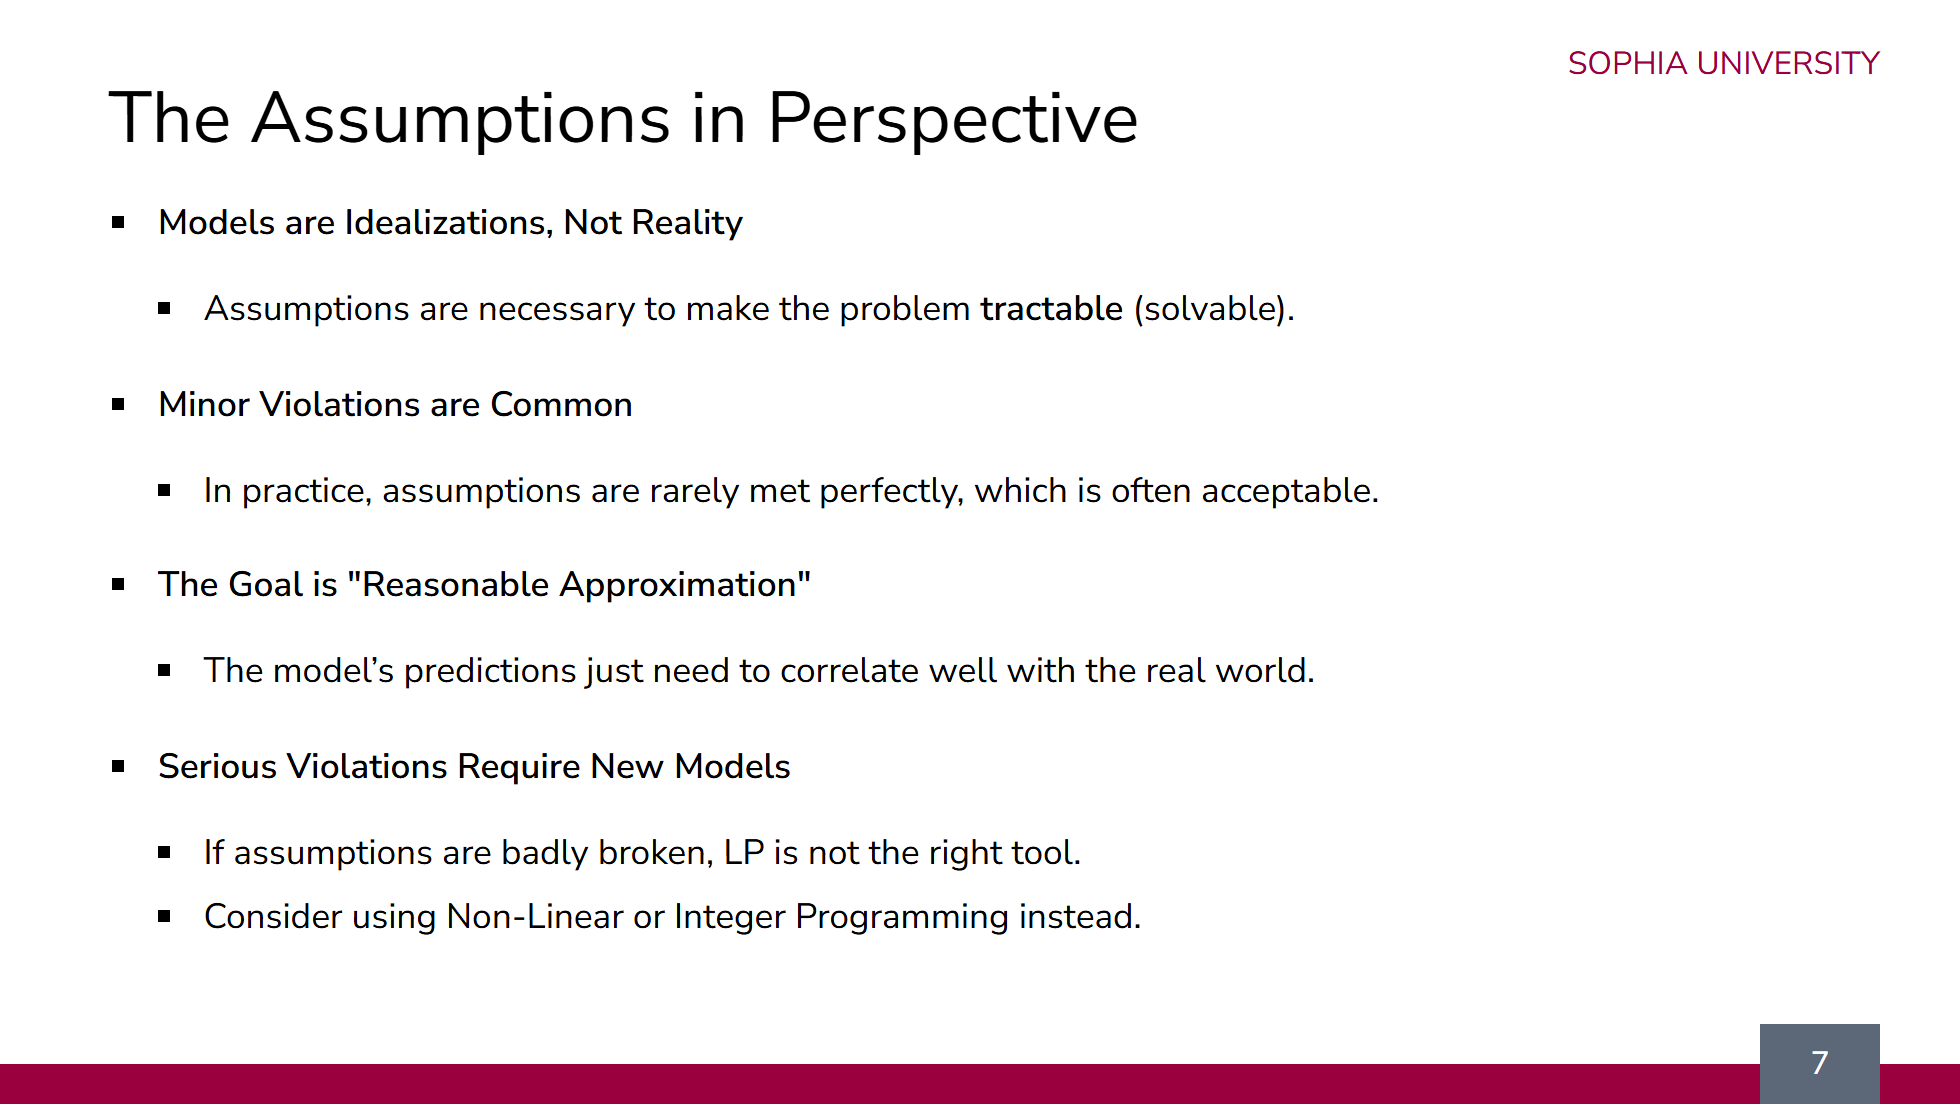 SOPHIA UNIVERSITY
The Assumptions in Perspective
Models are Idealizations, Not Reality
Assumptions are necessary to make the problem tractable (solvable).
Minor Violations are Common
In practice, assumptions are rarely met perfectly, which is often acceptable.
The Goal is "Reasonable Approximation"
The model’s predictions just need to correlate well with the real world.
Serious Violations Require New Models
If assumptions are badly broken, LP is not the right tool.
Consider using Non-Linear or Integer Programming instead.
7